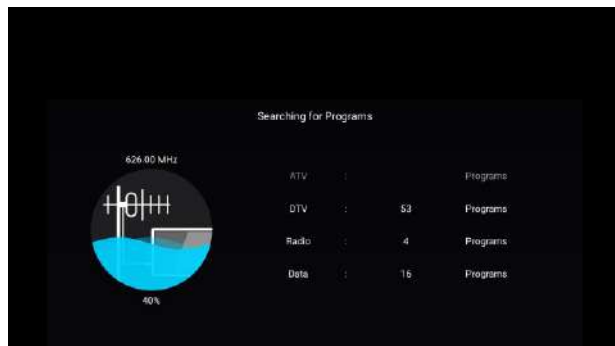 Searching for Programs
626.00 MHz
ATV : Programs
DTV : 53 Programs
Radio : 4 Programs
Data : 16 Programs
40%